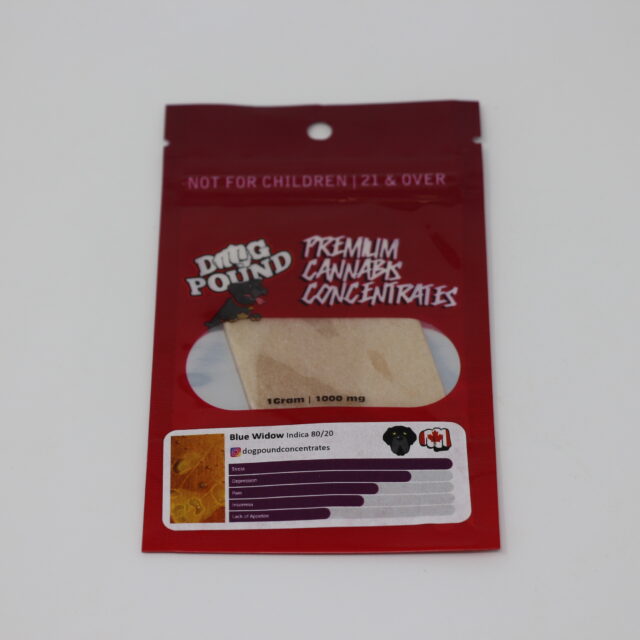 NOT FOR CHILDREN | 21 & OVER
DOG POUND
PREMIUM
CANNABIS
CONCENTRATES
1Gram | 1000 mg
Blue Widow Indica 80/20
dogpoundconcentrates
Stress
Depression
Pain
Insomnia
Lack of Appetite